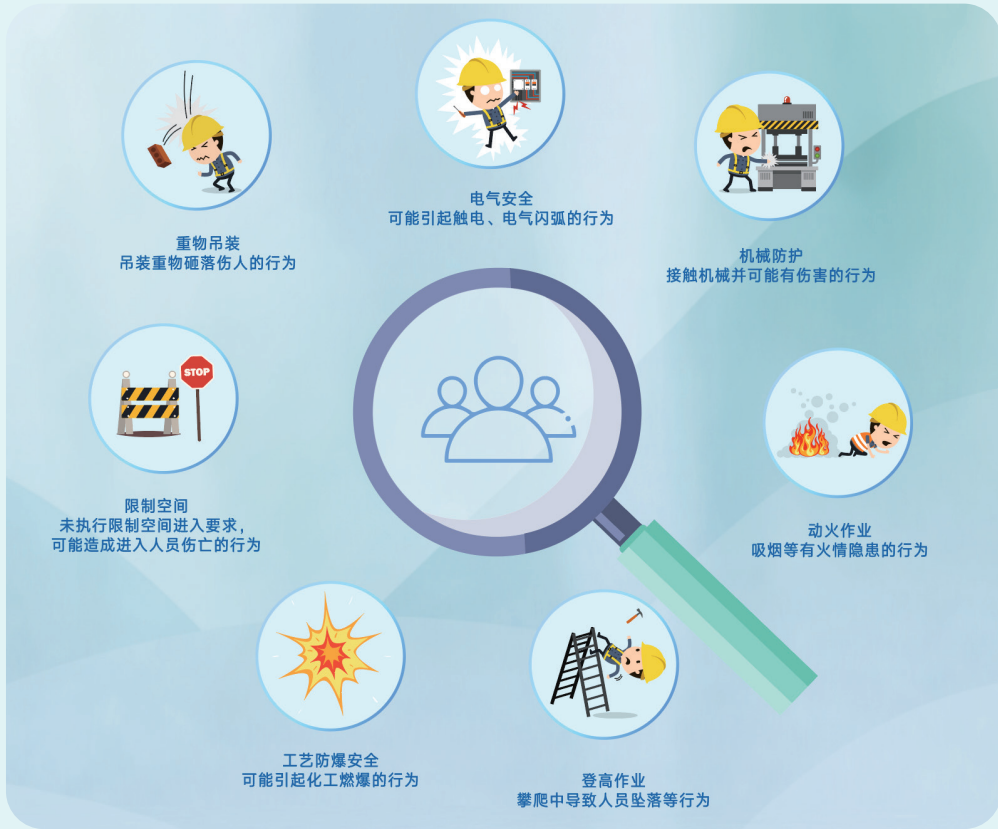 电气安全
可能引起触电、电气闪弧的行为
重物吊装
吊装重物砸落伤人的行为
机械防护
接触机械并可能有伤害的行为
STOP
限制空间
未执行限制空间进入要求，
可能造成进入人员伤亡的行为
动火作业
吸烟等有火情隐患的行为
工艺防爆安全
可能引起化工燃爆的行为
登高作业
攀爬中导致人员坠落等行为